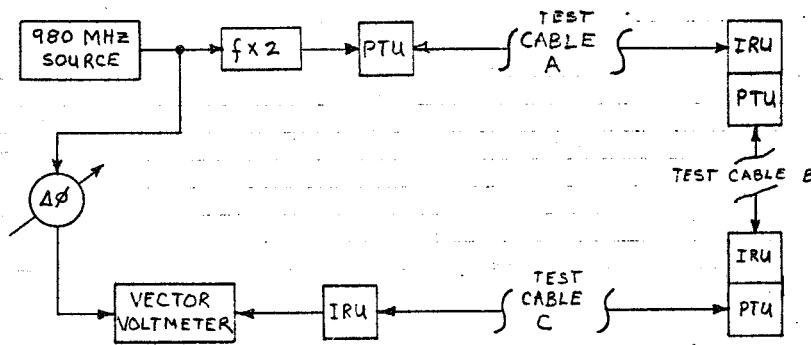 980 MHZ
SOURCE
f x 2
PTU
TEST
CABLE
A
IRU
PTU
TEST CABLE B
IRU
PTU
TEST
CABLE
C
IRU
VECTOR
VOLTMETER
Δφ